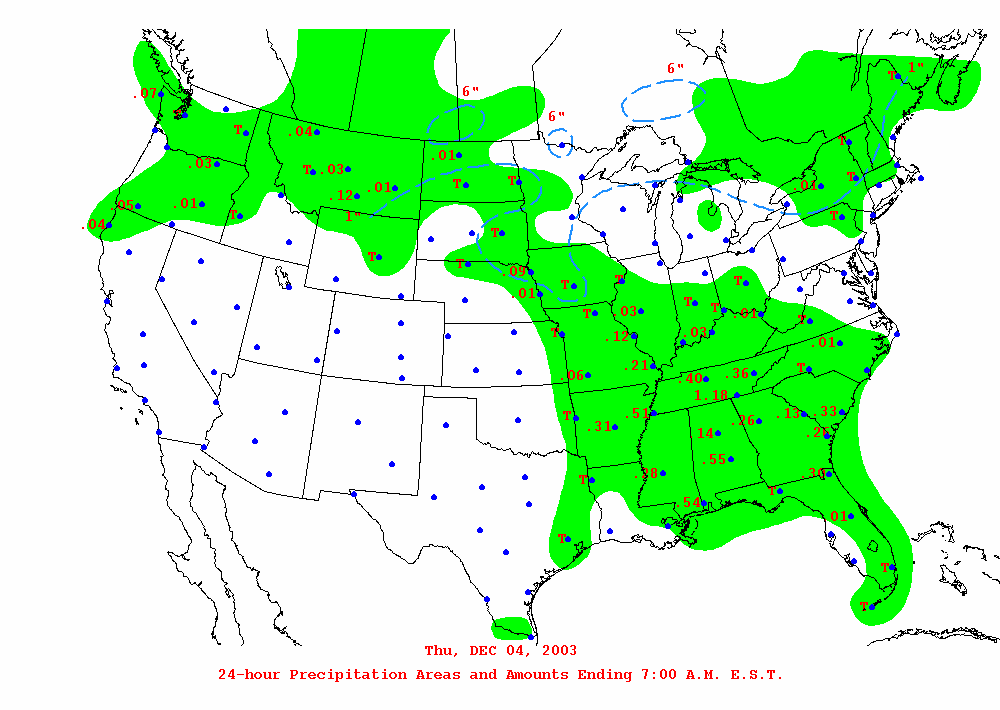 6"
1"
6"
.07
T
6"
T
.04
T
.01
.03
T
.03
.01
T
T
T
.12
.01
.01
.05
.01
T
1"
T
.04
T
T
T
.09
T
T
T
.01
T
T
.03
T
.01
T
T
.12
.03
.01
.21
.06
.40
.36
T
1.18
T
.51
.26
.13
.33
.31
.14
.26
.55
T
.38
.30
T
.54
.01
T
T
T
Thu, DEC 04, 2003
24-hour Precipitation Areas and Amounts Ending 7:00 A.M. E.S.T.